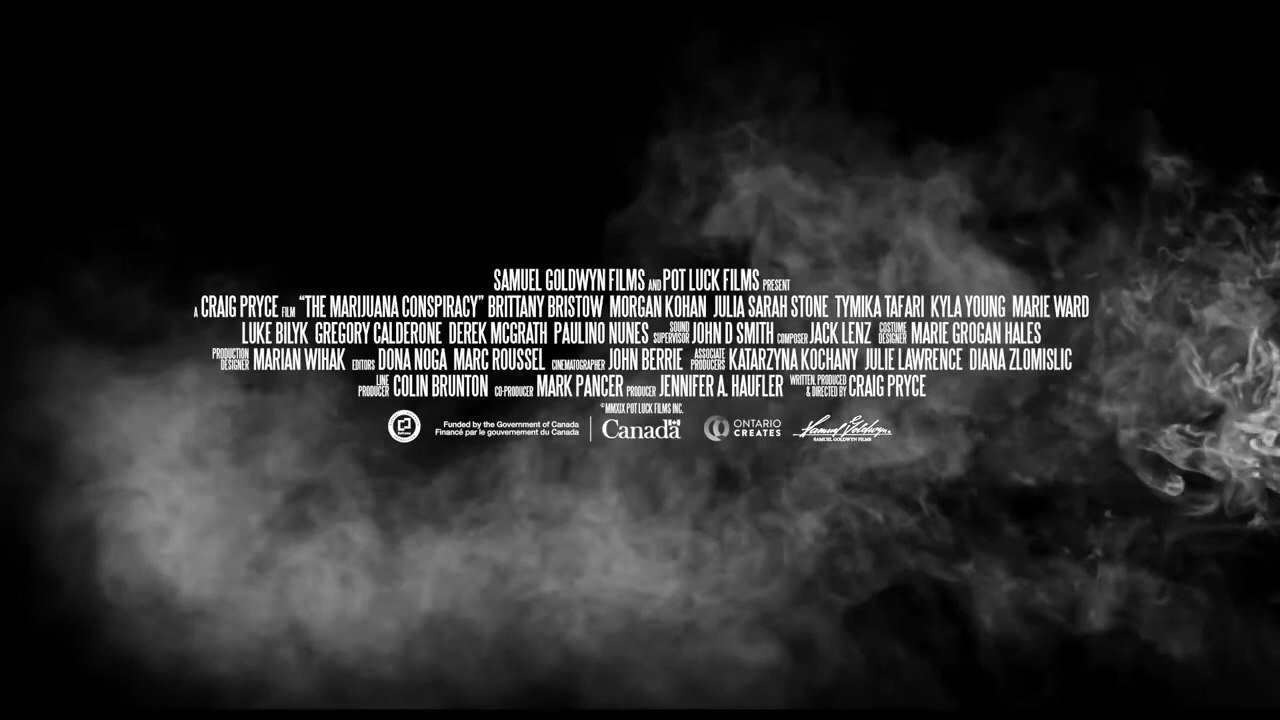 SAMUEL GOLDWYN FILMS AND POT LUCK FILMS PRESENT
A CRAIG PRYCE FILM “THE MARIJUANA CONSPIRACY” BRITTANY BRISTOW MORGAN KOHAN JULIA SARAH STONE TYMIKA TAFARI KYLA YOUNG MARIE WARD
LUKE BILYK GREGORY CALDERONE DEREK MCGRATH PAULINO NUNES SOUND SUPERVISOR JOHN D SMITH COMPOSER JACK LENZ COSTUME DESIGNER MARIE GROGAN HALES
PRODUCTION DESIGNER MARIAN WIHAK EDITORS DONA NOGA MARC ROUSSEL CINEMATOGRAPHER JOHN BERRIE ASSOCIATE PRODUCERS KATARZYNA KOCHANY JULIE LAWRENCE DIANA ZLOMISLIC
LINE PRODUCER COLIN BRUNTON CO-PRODUCER MARK PANCER PRODUCER JENNIFER A. HAUFLER WRITTEN, PRODUCED & DIRECTED BY CRAIG PRYCE
©MMXIX POT LUCK FILMS INC.
Funded by the Government of Canada
Financé par le gouvernement du Canada
Canada
ONTARIO
CREATES
Samuel Goldwyn.
SAMUEL GOLDWYN FILMS